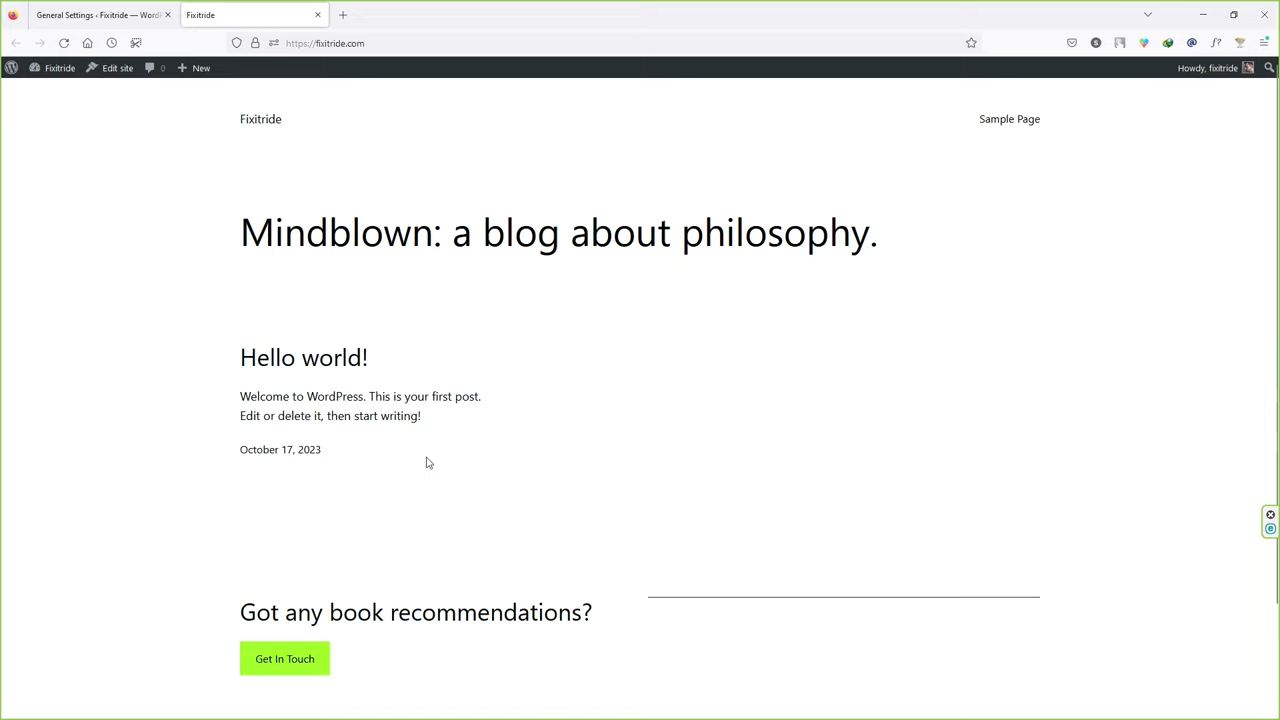 General Settings ‹ Fixitride — Word
Fixitride
https://fixitride.com
Fixitride
Edit site
0
New
Howdy, fixitride
Fixitride
Sample Page
Mindblown: a blog about philosophy.
Hello world!
Welcome to WordPress. This is your first post.
Edit or delete it, then start writing!
October 17, 2023
Got any book recommendations?
Get In Touch